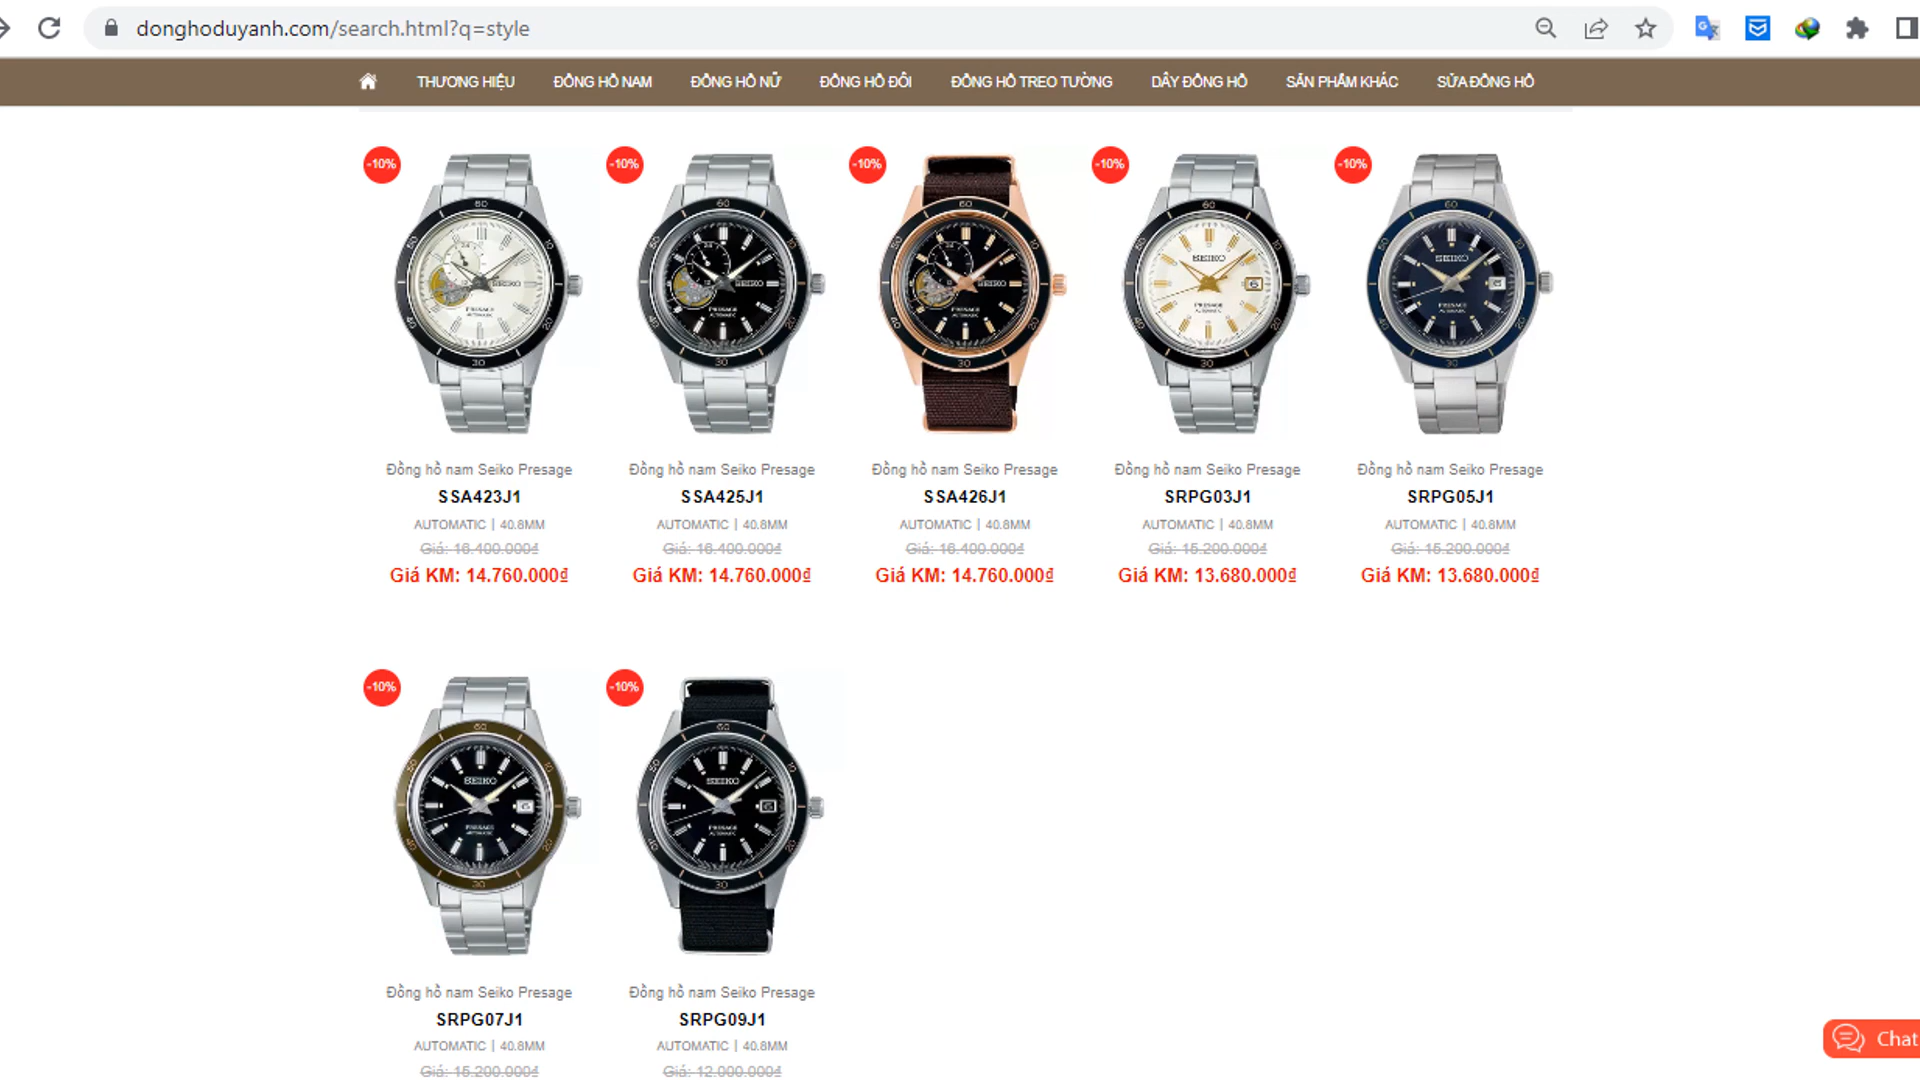 donghoduyanh.com/search.html?q=style
THƯƠNG HIỆU ĐỒNG HỒ NAM ĐỒNG HỒ NỮ ĐỒNG HỒ ĐÔI ĐỒNG HỒ TREO TƯỜNG DÂY ĐỒNG HỒ SẢN PHẨM KHÁC SỬA ĐỒNG HỒ
-10% -10% -10% -10% -10%
Đồng hồ nam Seiko Presage Đồng hồ nam Seiko Presage Đồng hồ nam Seiko Presage Đồng hồ nam Seiko Presage Đồng hồ nam Seiko Presage
SSA423J1 SSA425J1 SSA426J1 SRPG03J1 SRPG05J1
AUTOMATIC | 40.8MM AUTOMATIC | 40.8MM AUTOMATIC | 40.8MM AUTOMATIC | 40.8MM AUTOMATIC | 40.8MM
Giá: 16.400.000₫ Giá: 16.400.000₫ Giá: 16.400.000₫ Giá: 15.200.000₫ Giá: 15.200.000₫
Giá KM: 14.760.000₫ Giá KM: 14.760.000₫ Giá KM: 14.760.000₫ Giá KM: 13.680.000₫ Giá KM: 13.680.000₫
-10% -10%
Đồng hồ nam Seiko Presage Đồng hồ nam Seiko Presage
SRPG07J1 SRPG09J1
AUTOMATIC | 40.8MM AUTOMATIC | 40.8MM
Giá: 15.200.000₫ Giá: 12.000.000₫
Chat